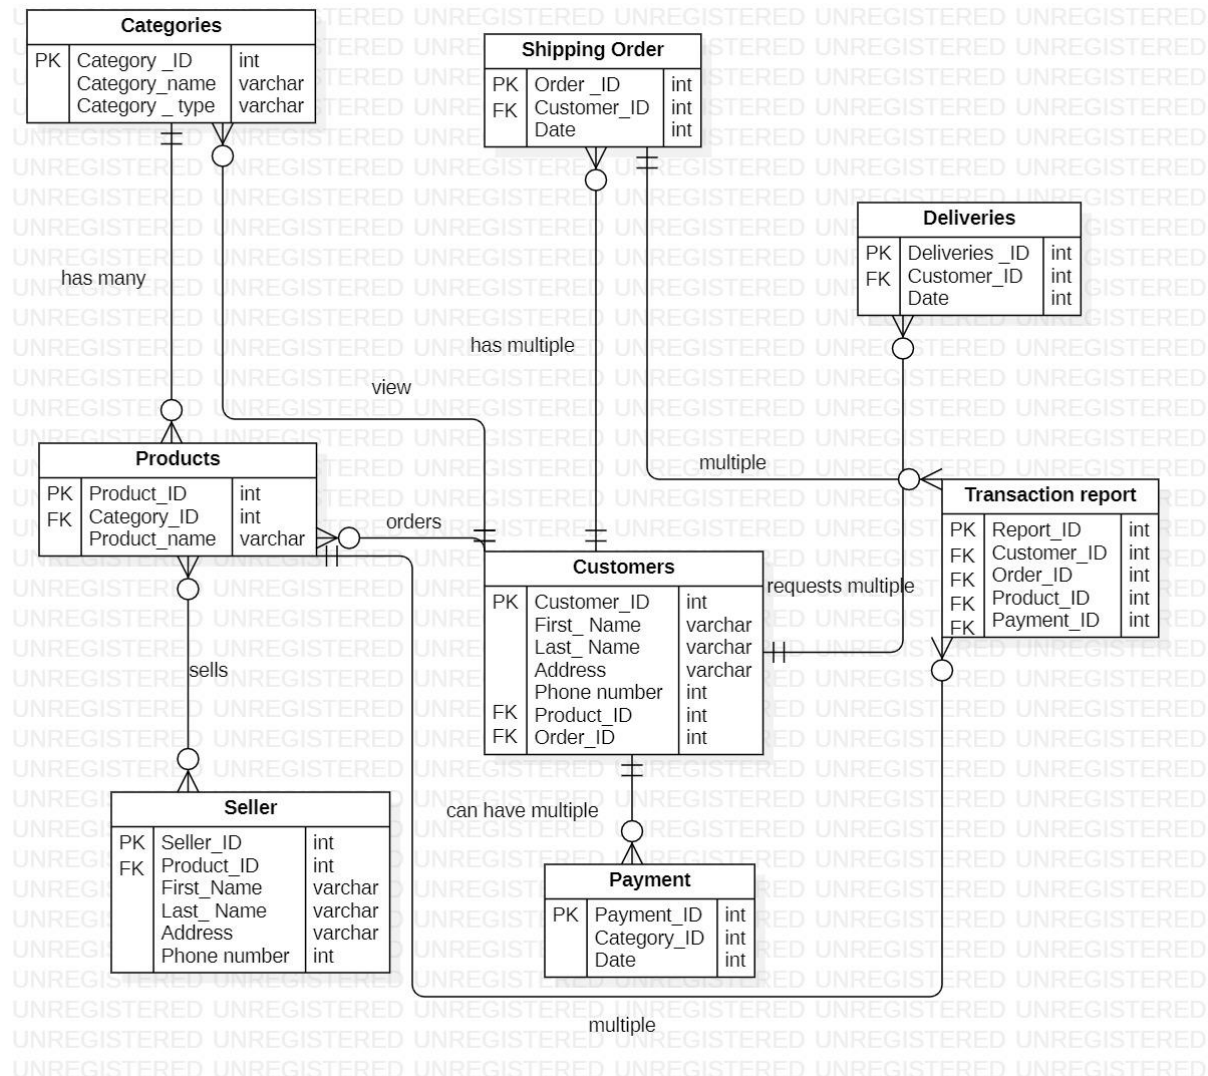 Categories
PK Category _ID int
Category_name varchar
Category _ type varchar
Shipping Order
PK Order _ID int
FK Customer_ID int
Date int
Deliveries
PK Deliveries _ID int
FK Customer_ID int
Date int
has many
has multiple
view
multiple
Products
PK Product_ID int
FK Category_ID int
Product_name varchar
orders
Transaction report
PK Report_ID int
FK Customer_ID int
FK Order_ID int
FK Product_ID int
FK Payment_ID int
requests multiple
Customers
PK Customer_ID int
First_ Name varchar
Last_ Name varchar
Address varchar
Phone number int
FK Product_ID int
FK Order_ID int
sells
Seller
PK Seller_ID int
FK Product_ID int
First_Name varchar
Last_ Name varchar
Address varchar
Phone number int
can have multiple
Payment
PK Payment_ID int
Category_ID int
Date int
multiple
UNREGISTERED